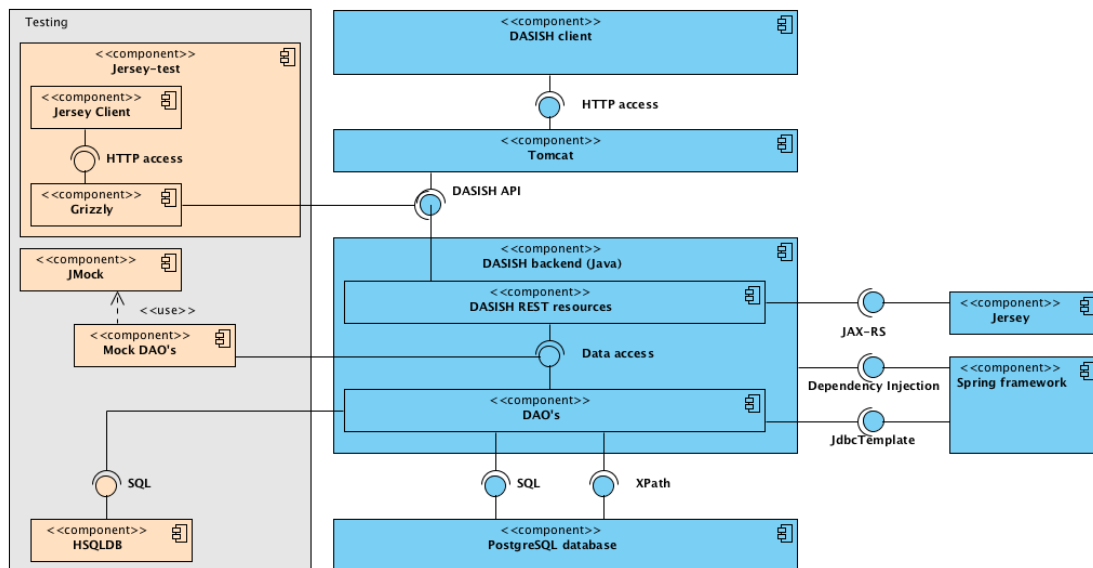 Testing
<<component>>
Jersey-test
<<component>>
Jersey Client
HTTP access
<<component>>
Grizzly
<<component>>
JMock
<<use>>
<<component>>
Mock DAO's
SQL
<<component>>
HSQLDB
<<component>>
DASISH client
HTTP access
<<component>>
Tomcat
DASISH API
<<component>>
DASISH backend (Java)
<<component>>
DASISH REST resources
Data access
<<component>>
DAO's
SQL
XPath
<<component>>
PostgreSQL database
JAX-RS
<<component>>
Jersey
Dependency Injection
<<component>>
Spring framework
JdbcTemplate